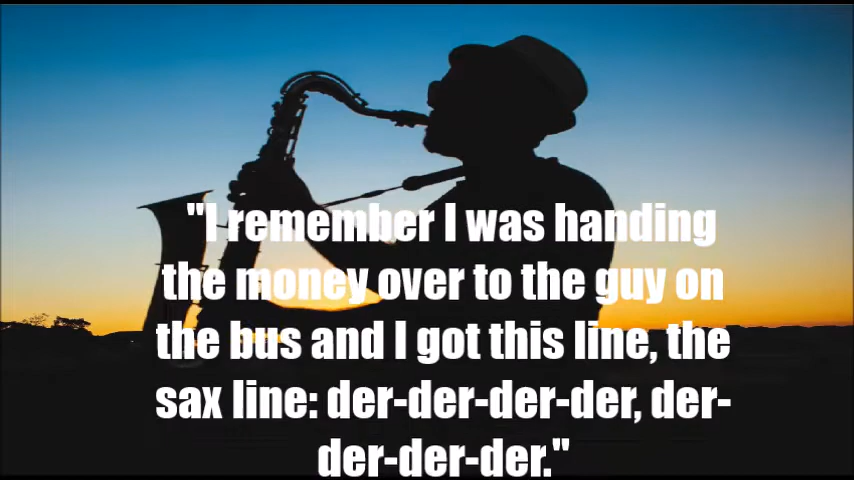 "I remember I was handing
the money over to the guy on
the bus and I got this line, the
sax line: der-der-der-der, der-
der-der-der."